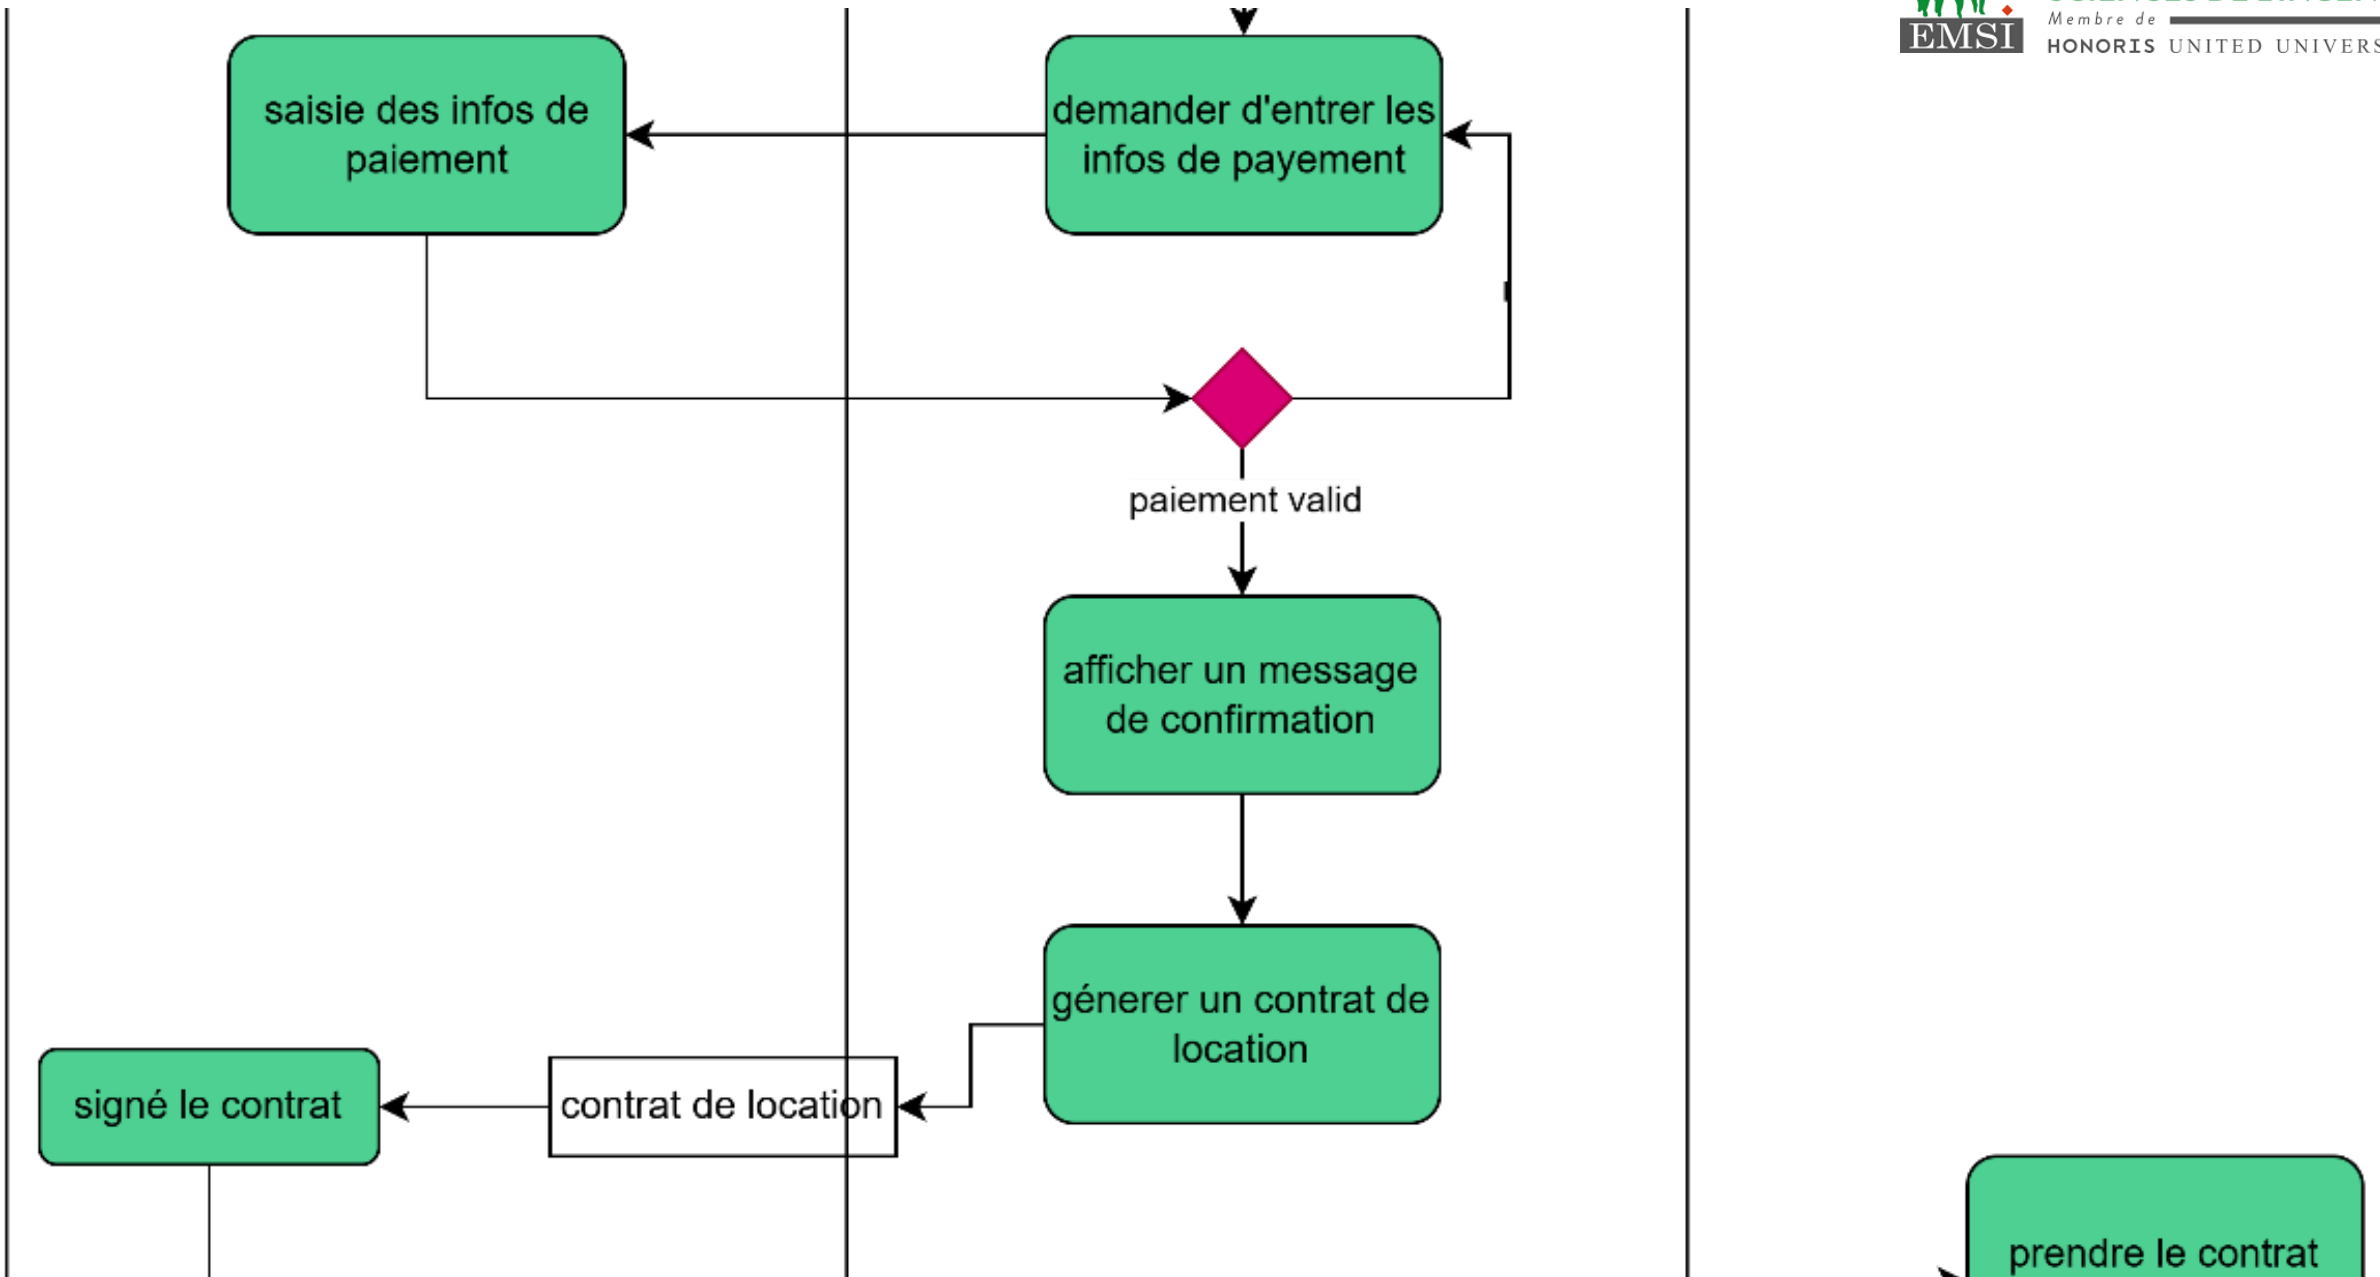 EMSI
Membre de
HONORIS UNITED
saisie des infos de
paiement
demander d'entrer les
infos de payement
paiement valid
afficher un message
de confirmation
génerer un contrat de
location
signé le contrat
contrat de location
prendre le contrat